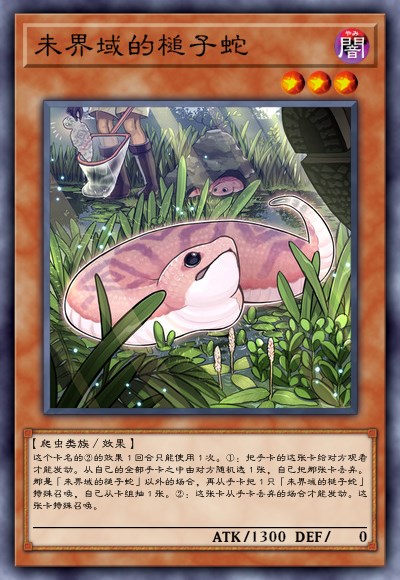 未界域的槌子蛇
やみ
闇
【爬虫类族／效果】
这个卡名的②的效果1回合只能使用1次。①：把手卡的这张卡给对方观看
才能发动。从自己的全部手卡之中由对方随机选1张，自己把那张卡丢弃。
那是「未界域的槌子蛇」以外的场合，再从手卡把1只「未界域的槌子蛇」
特殊召唤，自己从卡组抽1张。②：这张卡从手卡丢弃的场合才能发动。这
张卡特殊召唤。
ATK/1300 DEF/ 0